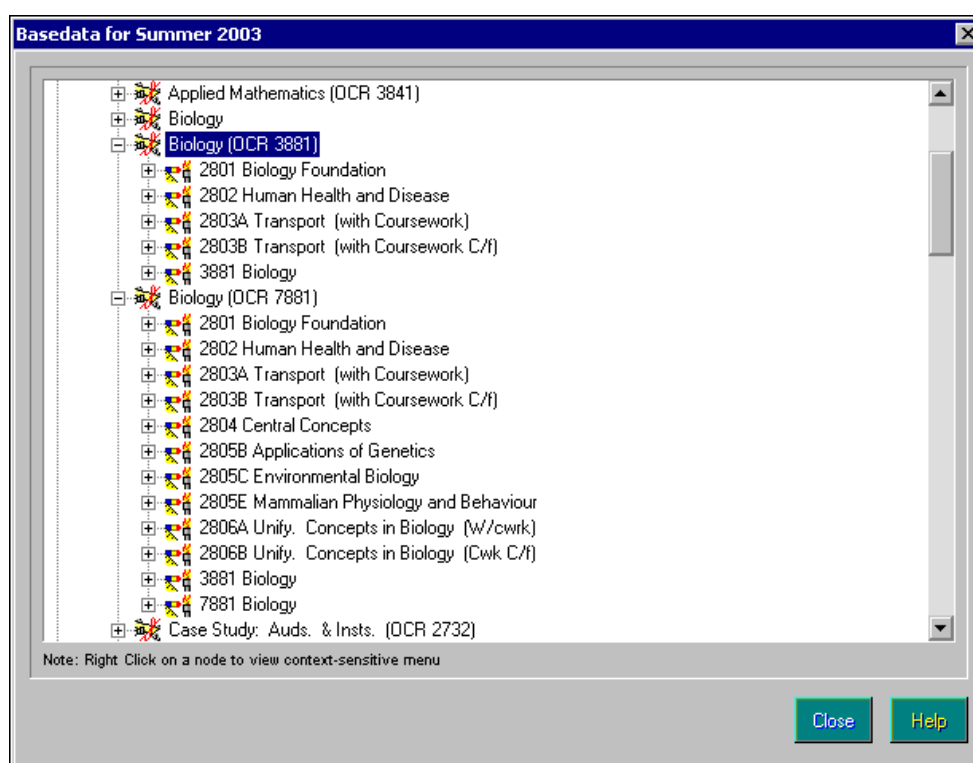 Basedata for Summer 2003
Applied Mathematics (OCR 3841)
Biology
Biology (OCR 3881)
2801 Biology Foundation
2802 Human Health and Disease
2803A Transport (with Coursework)
2803B Transport (with Coursework C/f)
3881 Biology
Biology (OCR 7881)
2801 Biology Foundation
2802 Human Health and Disease
2803A Transport (with Coursework)
2803B Transport (with Coursework C/f)
2804 Central Concepts
2805B Applications of Genetics
2805C Environmental Biology
2805E Mammalian Physiology and Behaviour
2806A Unify. Concepts in Biology (W/cwrk)
2806B Unify. Concepts in Biology (Cwk C/f)
3881 Biology
7881 Biology
Case Study: Auds. & Insts. (OCR 2732)
Note: Right Click on a node to view context-sensitive menu
Close Help